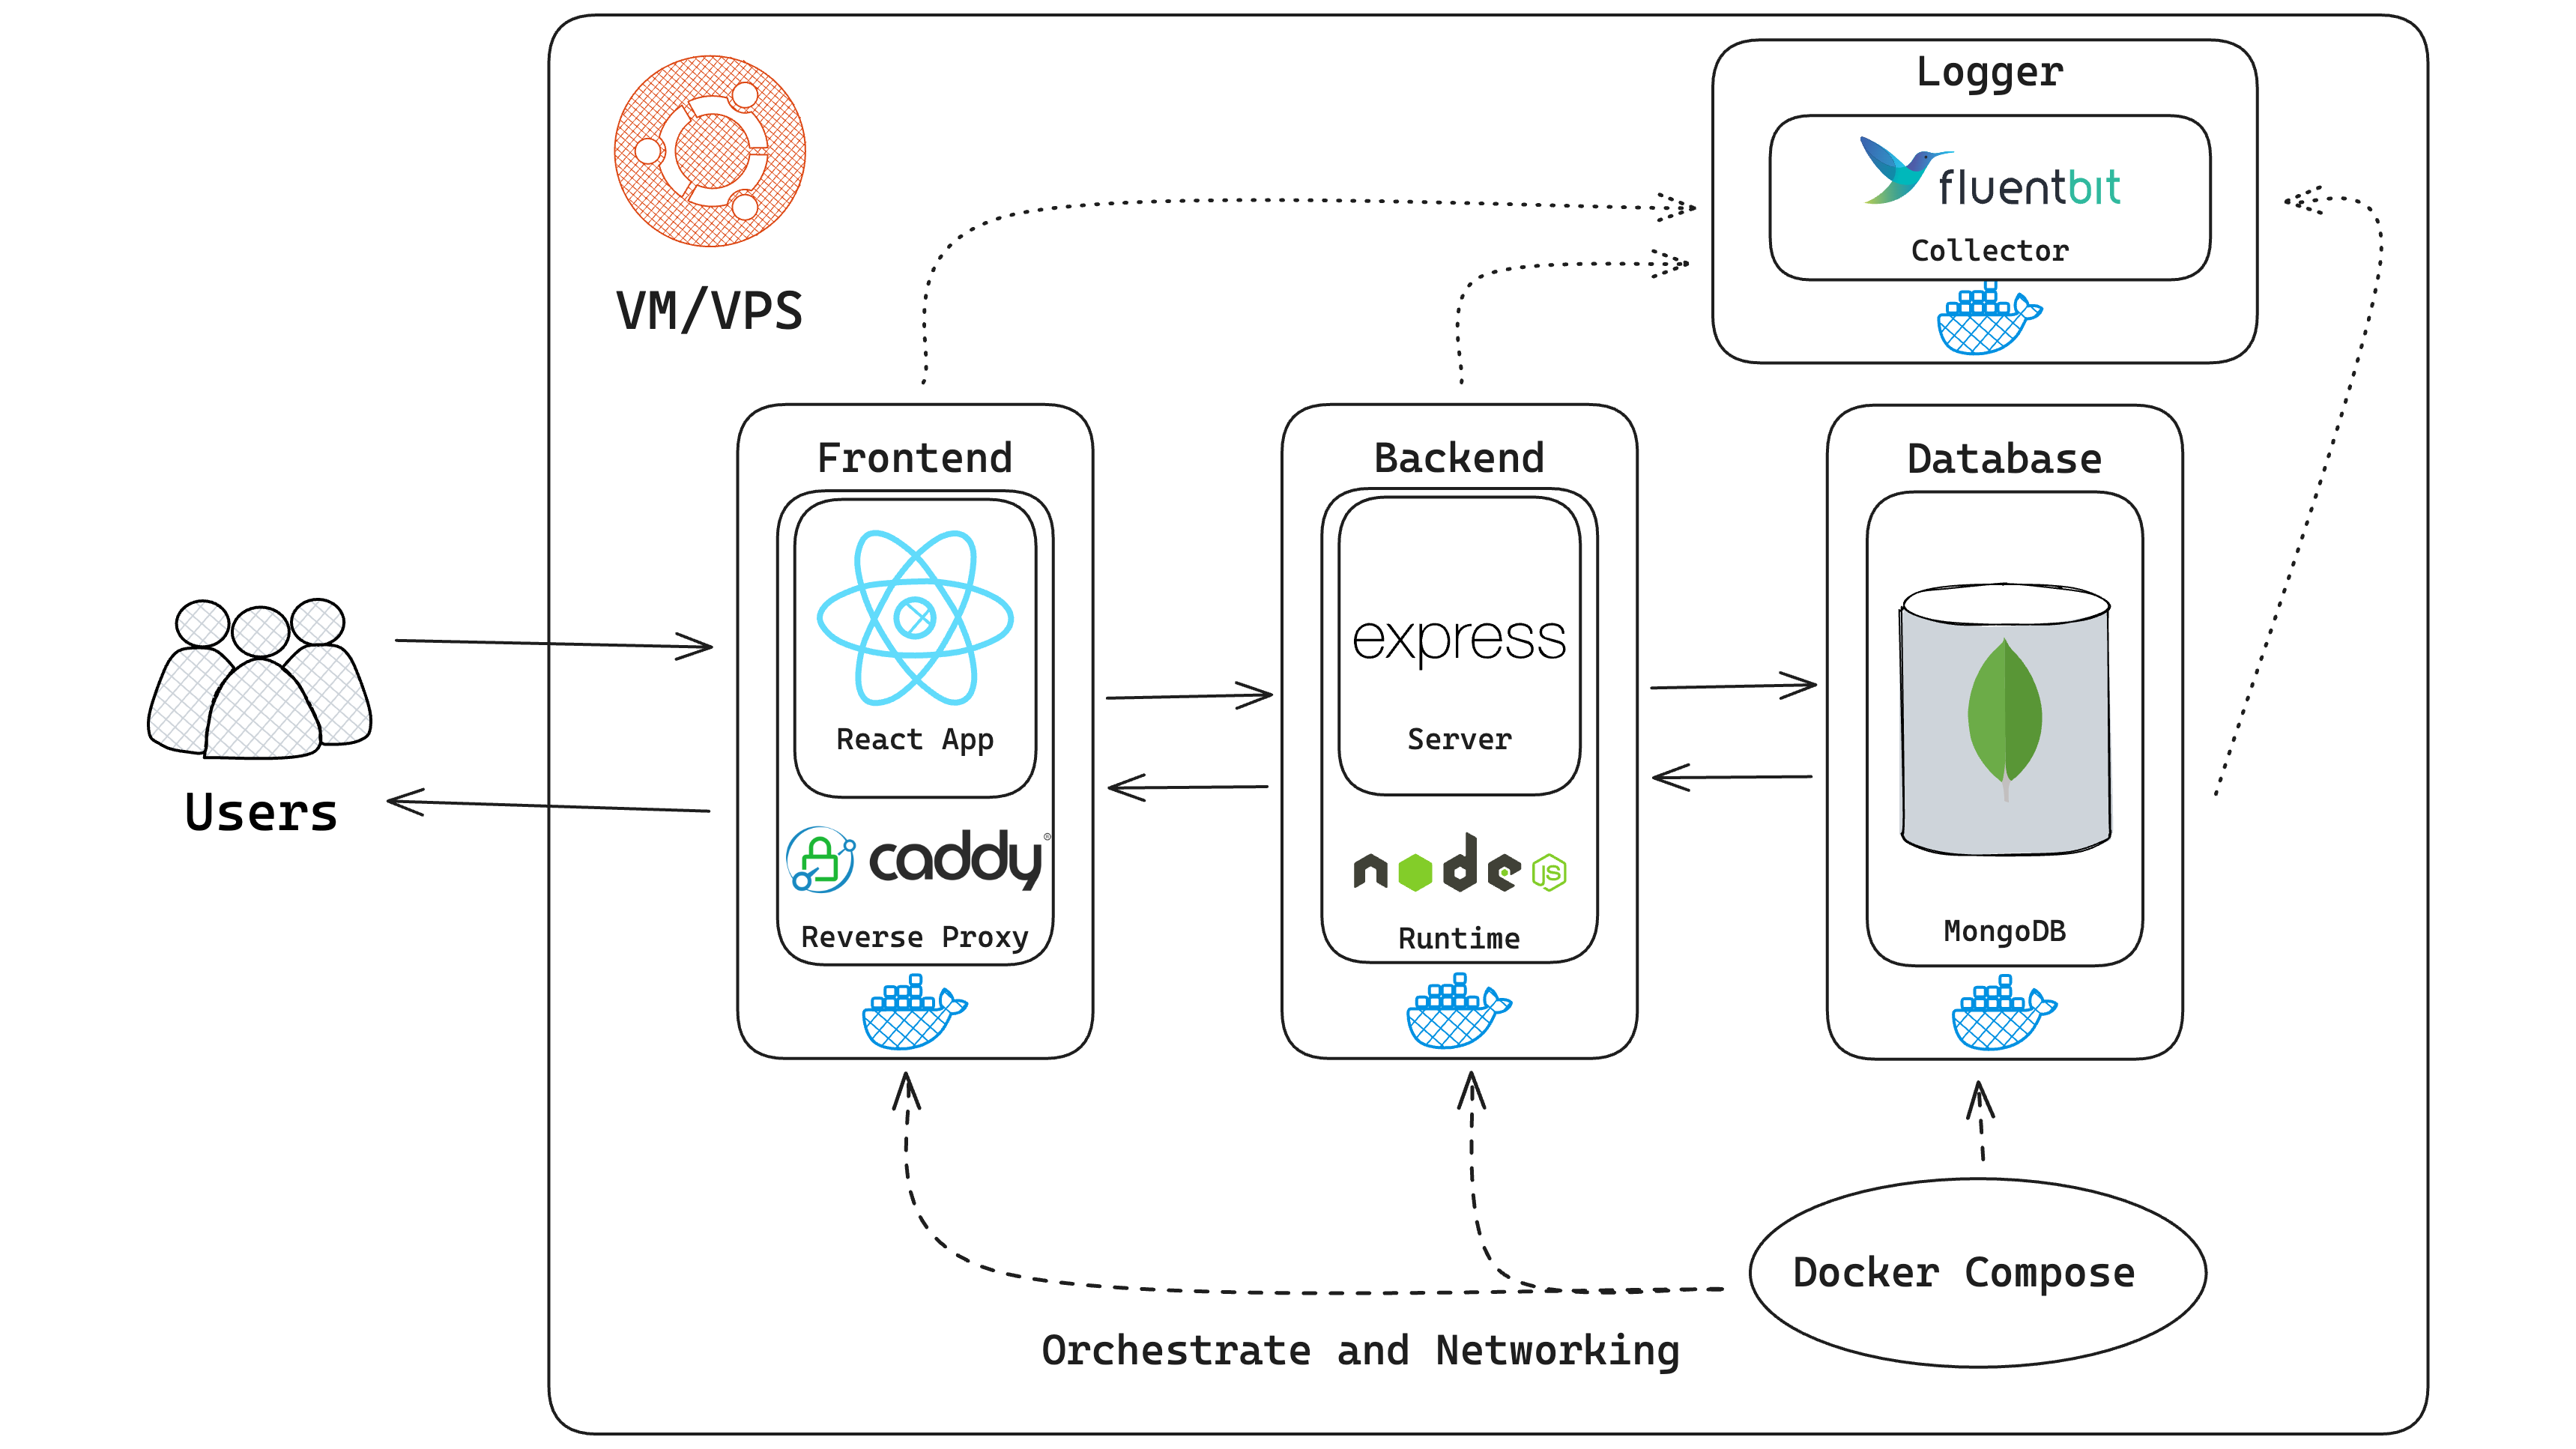 Logger
fluentbit
Collector
VM/VPS
Frontend
Backend
Database
express
React App
Server
Users
caddy®
node
JS
Reverse Proxy
Runtime
MongoDB
Docker Compose
Orchestrate and Networking